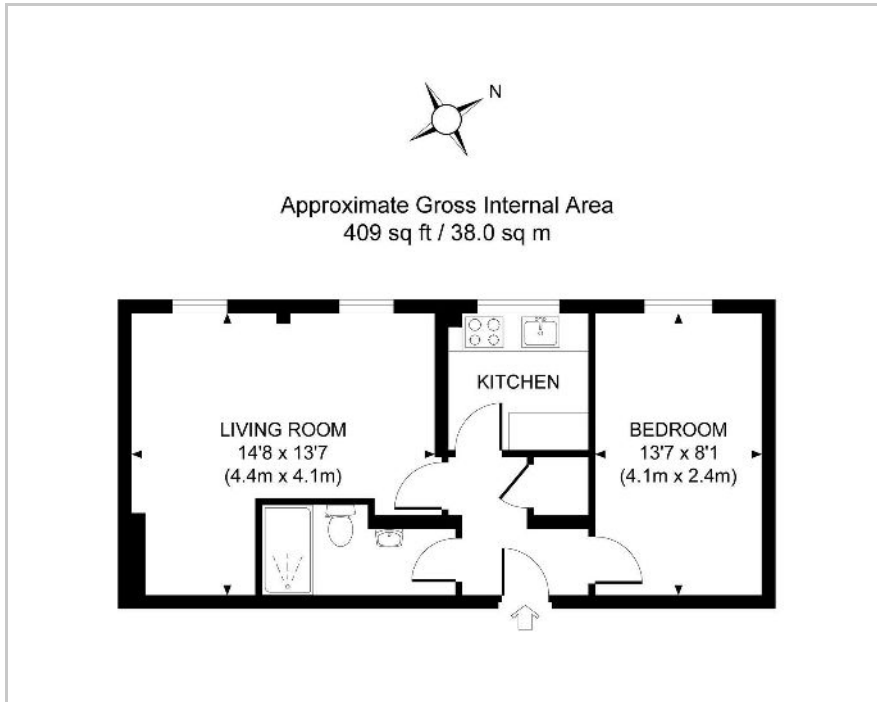 N
Approximate Gross Internal Area
409 sq ft / 38.0 sq m
KITCHEN
LIVING ROOM
14'8 x 13'7
(4.4m x 4.1m)
BEDROOM
13'7 x 8'1
(4.1m x 2.4m)